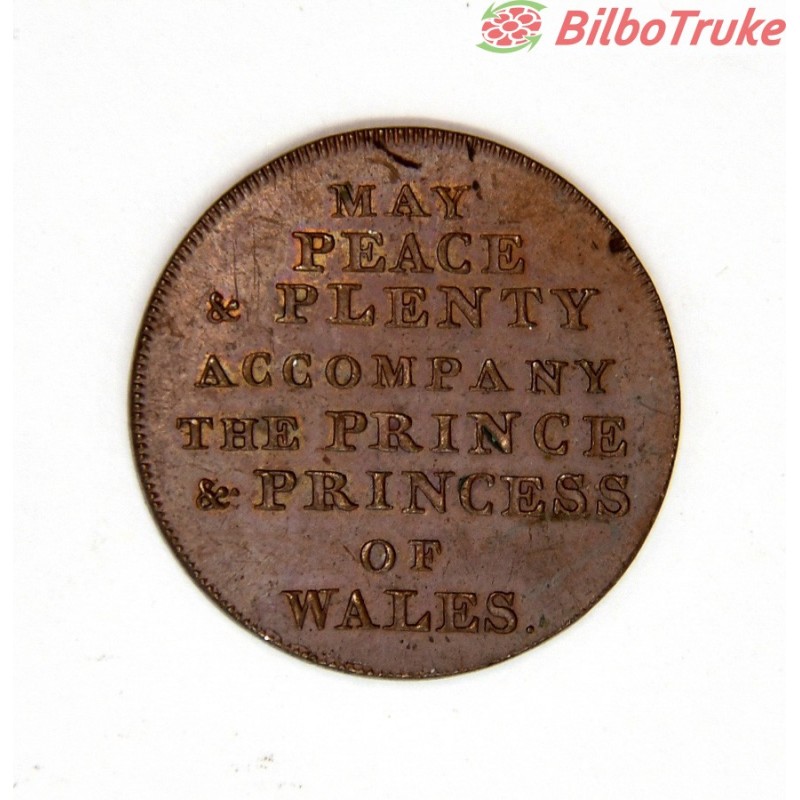 BilboTruke
MAY
PEACE
& PLENTY
ACCOMPANY
THE PRINCE
& PRINCESS
OF
WALES.